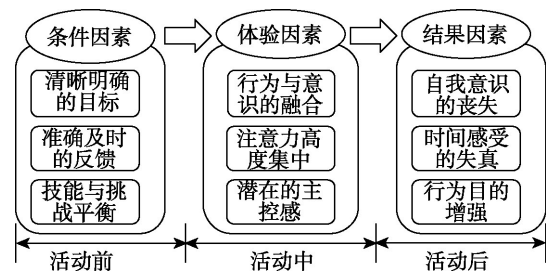 条件因素
体验因素
结果因素
清晰明确
的目标
准确及时
的反馈
技能与挑
战平衡
行为与意
识的融合
注意力高
度集中
潜在的主
控感
自我意识
的丧失
时间感受
的失真
行为目的
增强
活动前
活动中
活动后